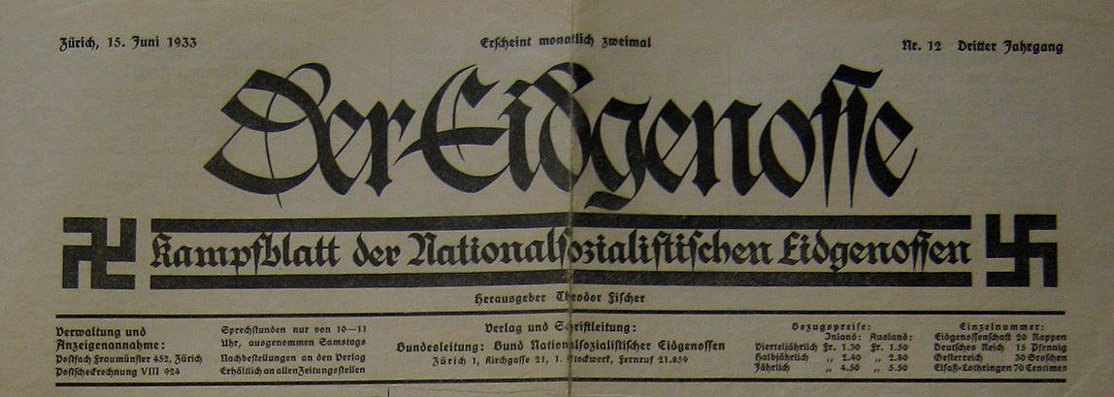 Zürich, 15. Juni 1933
Erscheint monatlich zweimal
Nr. 12 Dritter Jahrgang
Der Eidgenosse
Kampfblatt der Nationalsozialistischen Eidgenossen
Herausgeber Theodor Fischer
Verwaltung und
Anzeigenannahme:
Postfach Fraumünster 452, Zürich
Postscheckrechnung VIII 924
Sprechstunden nur von 10—11
Uhr, ausgenommen Samstags
Nachbestellungen an den Verlag
Erhältlich an allen Zeitungsstellen
Verlag und Schriftleitung:
Bundesleitung: Bund Nationalsozialistischer Eidgenossen
Zürich 1, Kirchgasse 21, 1. Stockwerk, Fernruf 21.854
Bezugspreise:
Inland: Ausland:
Vierteljährlich Fr. 1.30 Fr. 1.50
Halbjährlich „ 2.40 „ 2.80
Jährlich „ 4.50 „ 5.50
Einzelnummer:
Eidgenossenschaft 20 Rappen
Deutsches Reich 15 Pfennig
Oesterreich 30 Groschen
Elsaß-Lothringen 70 Centimes